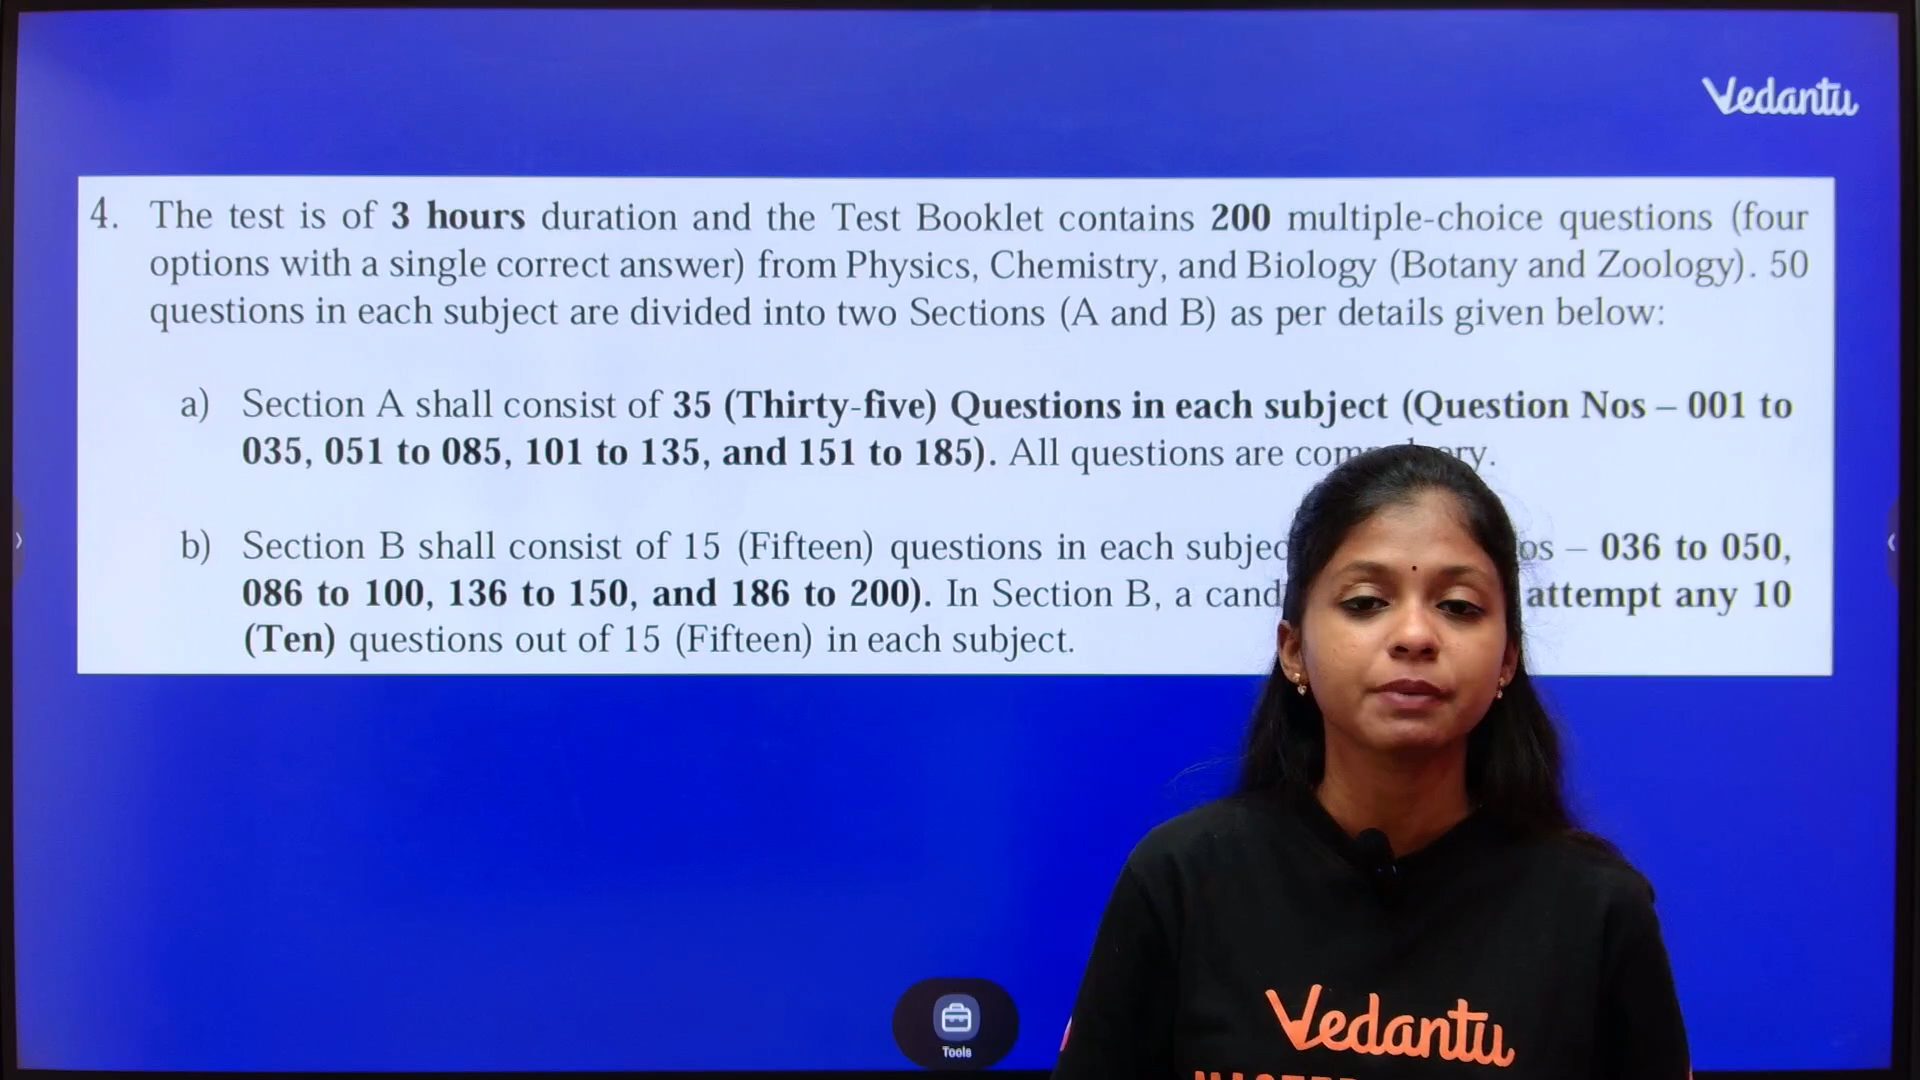 Vedantu
4. The test is of 3 hours duration and the Test Booklet contains 200 multiple-choice questions (four
options with a single correct answer) from Physics, Chemistry, and Biology (Botany and Zoology). 50
questions in each subject are divided into two Sections (A and B) as per details given below:
a) Section A shall consist of 35 (Thirty-five) Questions in each subject (Question Nos – 001 to
035, 051 to 085, 101 to 135, and 151 to 185). All questions are
b) Section B shall consist of 15 (Fifteen) questions in each – 036 to 050,
086 to 100, 136 to 150, and 186 to 200). In Section B, a attempt any 10
(Ten) questions out of 15 (Fifteen) in each subject.
Tools
Vedantu